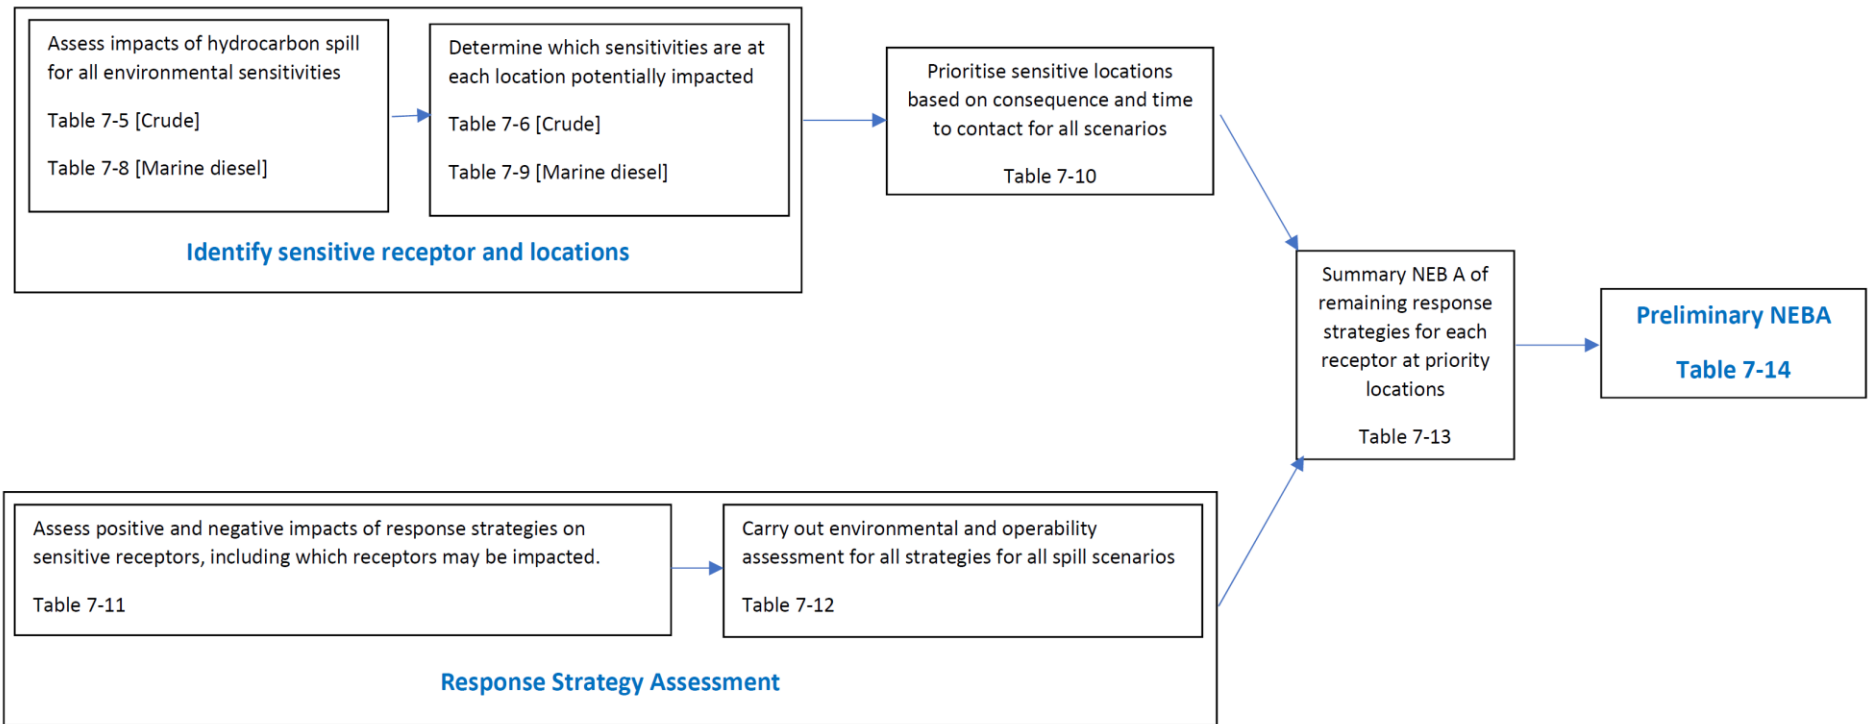 Assess impacts of hydrocarbon spill
for all environmental sensitivities
Table 7-5 [Crude]
Table 7-8 [Marine diesel]
Determine which sensitivities are at
each location potentially impacted
Table 7-6 [Crude]
Table 7-9 [Marine diesel]
Identify sensitive receptor and locations
Prioritise sensitive locations
based on consequence and time
to contact for all scenarios
Table 7-10
Summary NEB A of
remaining response
strategies for each
receptor at priority
locations
Table 7-13
Preliminary NEBA
Table 7-14
Assess positive and negative impacts of response strategies on
sensitive receptors, including which receptors may be impacted.
Table 7-11
Carry out environmental and operability
assessment for all strategies for all spill scenarios
Table 7-12
Response Strategy Assessment